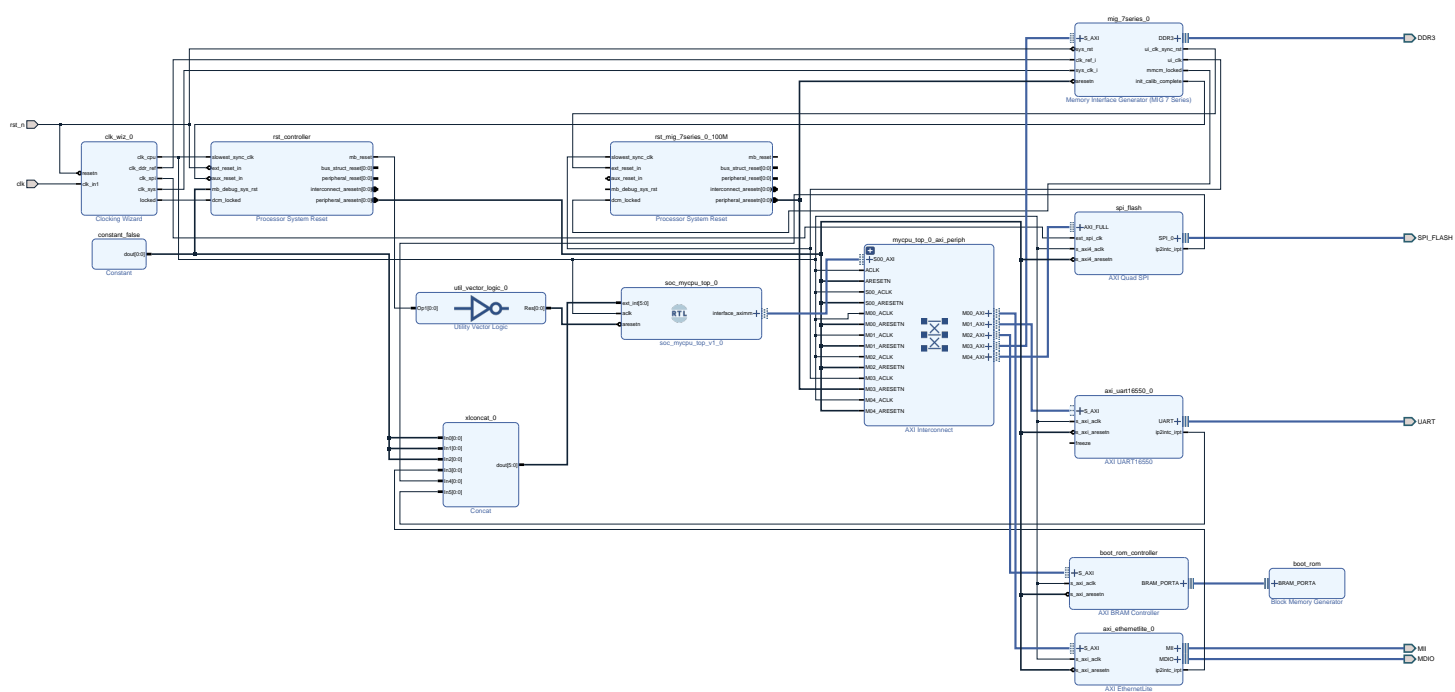 mig_7series_0
S_AXI
sys_rst
clk_ref_i
sys_clk_i
aresetn
DDR3
ui_clk_sync_rst
ui_clk
mmcm_locked
init_calib_complete
Memory Interface Generator (MIG 7 Series)
DDR3
rst_n
clk
clk_wiz_0
resetn
clk_in1
clk_cpu
clk_ddr_ref
clk_spi
clk_sys
locked
Clocking Wizard
rst_controller
slowest_sync_clk
ext_reset_in
aux_reset_in
mb_debug_sys_rst
dcm_locked
mb_reset
bus_struct_reset[0:0]
peripheral_reset[0:0]
interconnect_aresetn[0:0]
peripheral_aresetn[0:0]
Processor System Reset
rst_mig_7series_0_100M
slowest_sync_clk
ext_reset_in
aux_reset_in
mb_debug_sys_rst
dcm_locked
mb_reset
bus_struct_reset[0:0]
peripheral_reset[0:0]
interconnect_aresetn[0:0]
peripheral_aresetn[0:0]
Processor System Reset
constant_false
dout[0:0]
Constant
spi_flash
AXI_FULL
ext_spi_clk
s_axi4_aclk
s_axi4_aresetn
SPI_0
ip2intc_irpt
AXI Quad SPI
SPI_FLASH
util_vector_logic_0
Op1[0:0]
Res[0:0]
Utility Vector Logic
soc_mycpu_top_0
ext_int[5:0]
aclk
aresetn
RTL
interface_aximm
soc_mycpu_top_v1_0
mycpu_top_0_axi_periph
S00_AXI
ACLK
ARESETN
S00_ACLK
S00_ARESETN
M00_ACLK
M00_ARESETN
M01_ACLK
M01_ARESETN
M02_ACLK
M02_ARESETN
M03_ACLK
M03_ARESETN
M04_ACLK
M04_ARESETN
M00_AXI
M01_AXI
M02_AXI
M03_AXI
M04_AXI
AXI Interconnect
axi_uart16550_0
S_AXI
s_axi_aclk
s_axi_aresetn
freeze
UART
ip2intc_irpt
AXI UART16550
UART
xlconcat_0
In0[0:0]
In1[0:0]
In2[0:0]
In3[0:0]
In4[0:0]
In5[0:0]
dout[5:0]
Concat
boot_rom_controller
S_AXI
s_axi_aclk
s_axi_aresetn
BRAM_PORTA
AXI BRAM Controller
boot_rom
BRAM_PORTA
Block Memory Generator
axi_ethernetlite_0
S_AXI
s_axi_aclk
s_axi_aresetn
MII
MDIO
ip2intc_irpt
AXI EthernetLite
MII
MDIO